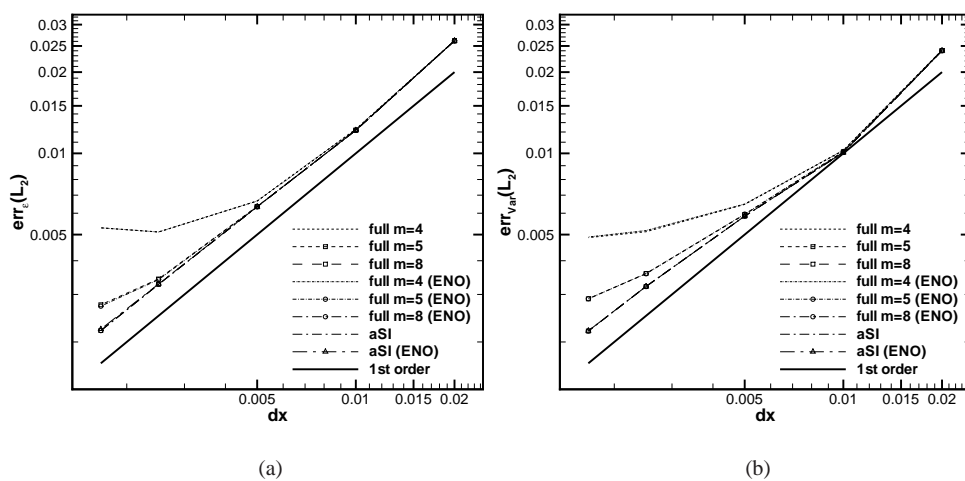 0.03
0.025
0.02
0.015
0.01
0.005
err_ε(L_2)
full m=4
full m=5
full m=8
full m=4 (ENO)
full m=5 (ENO)
full m=8 (ENO)
aSI
aSI (ENO)
1st order
0.005
0.01
0.015
0.02
dx
(a)
0.03
0.025
0.02
0.015
0.01
0.005
err_Var(L_2)
full m=4
full m=5
full m=8
full m=4 (ENO)
full m=5 (ENO)
full m=8 (ENO)
aSI
aSI (ENO)
1st order
0.005
0.01
0.015
0.02
dx
(b)